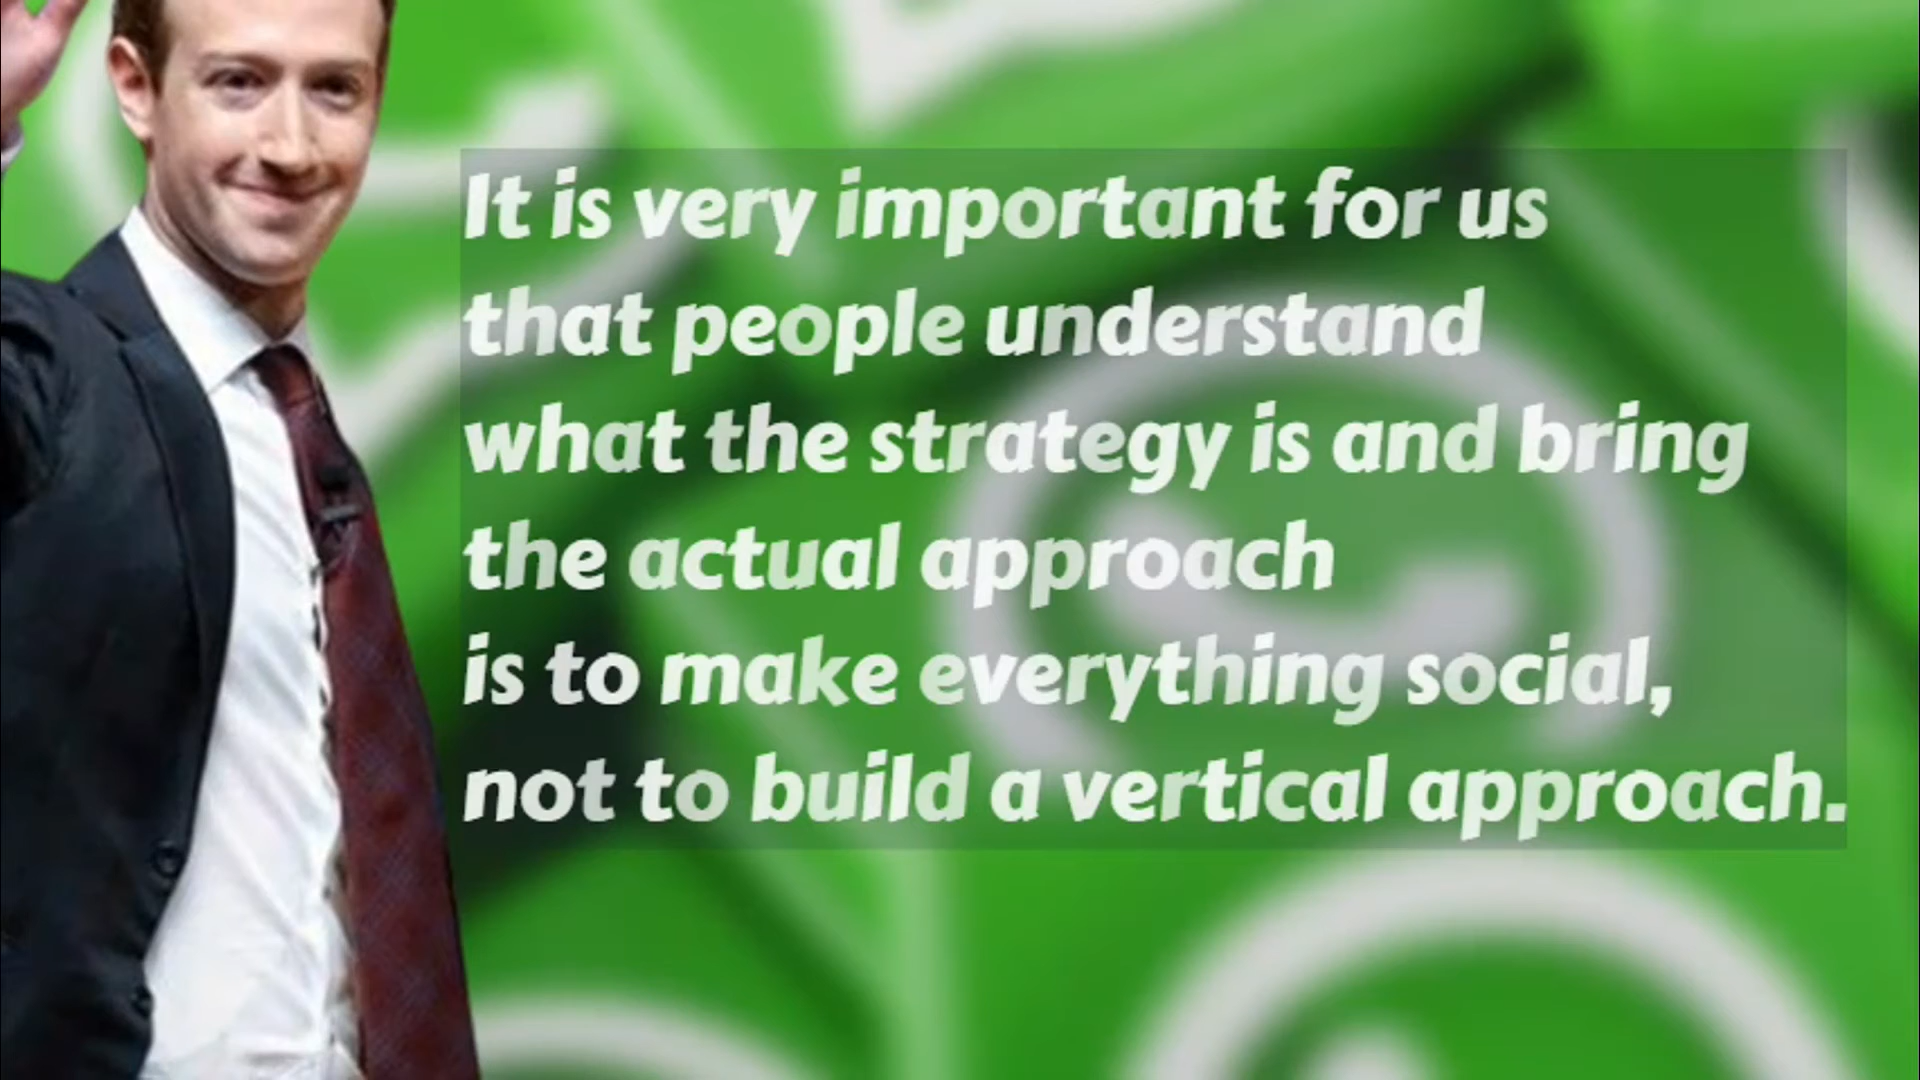 It is very important for us
that people understand
what the strategy is and bring
the actual approach
is to make everything social,
not to build a vertical approach.